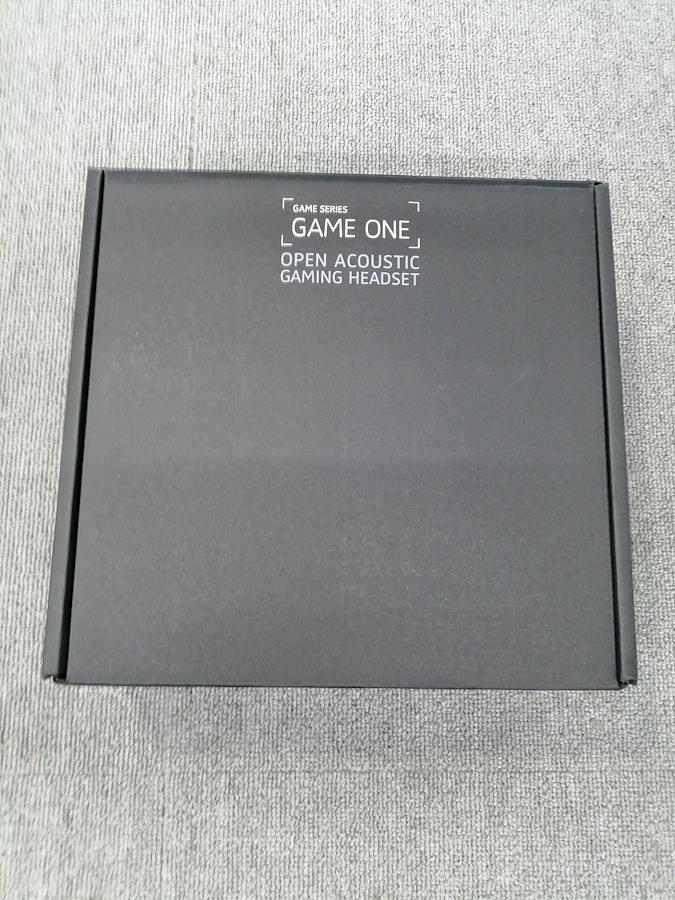 GAME SERIES
GAME ONE
OPEN ACOUSTIC
GAMING HEADSET